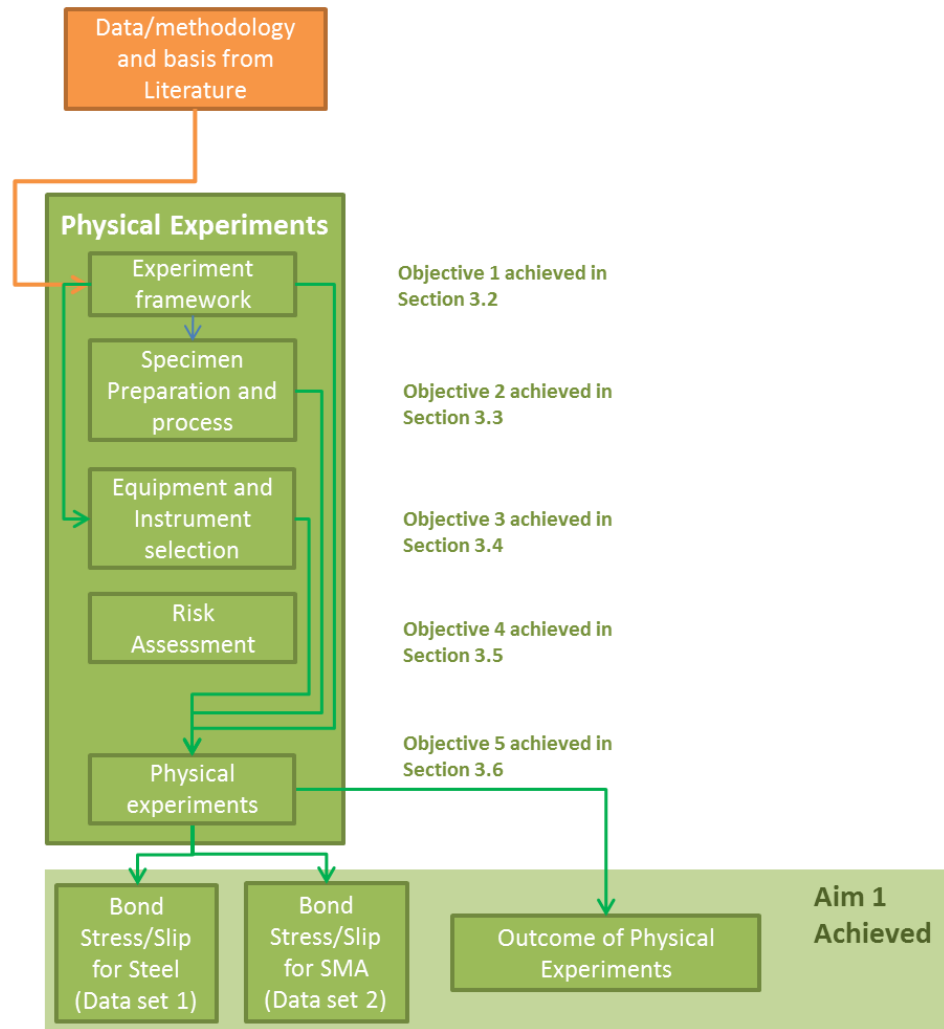 Data/methodology
and basis from
Literature
Physical Experiments
Experiment
framework
Objective 1 achieved in
Section 3.2
Specimen
Preparation and
process
Objective 2 achieved in
Section 3.3
Equipment and
Instrument
selection
Objective 3 achieved in
Section 3.4
Risk
Assessment
Objective 4 achieved in
Section 3.5
Physical
experiments
Objective 5 achieved in
Section 3.6
Bond
Stress/Slip
for Steel
(Data set 1)
Bond
Stress/Slip
for SMA
(Data set 2)
Outcome of Physical
Experiments
Aim 1
Achieved